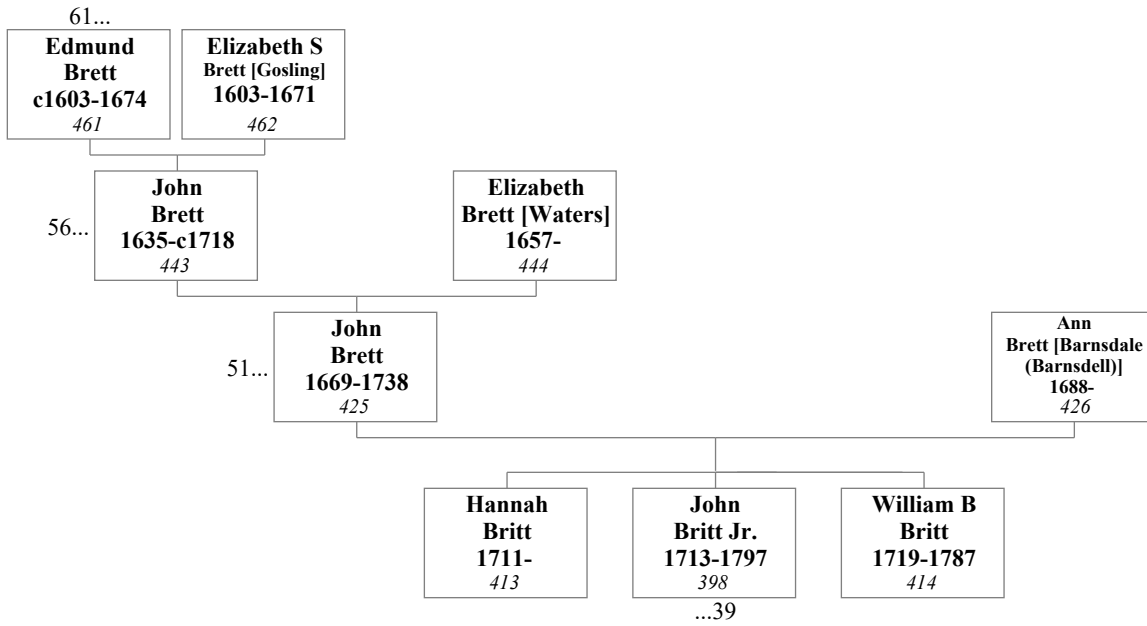 61...
Edmund
Brett
c1603-1674
461
Elizabeth S
Brett [Gosling]
1603-1671
462
56...
John
Brett
1635-c1718
443
Elizabeth
Brett [Waters]
1657-
444
51...
John
Brett
1669-1738
425
Ann
Brett [Barnsdale
(Barnsdell)]
1688-
426
Hannah
Britt
1711-
413
John
Britt Jr.
1713-1797
398
...39
William B
Britt
1719-1787
414